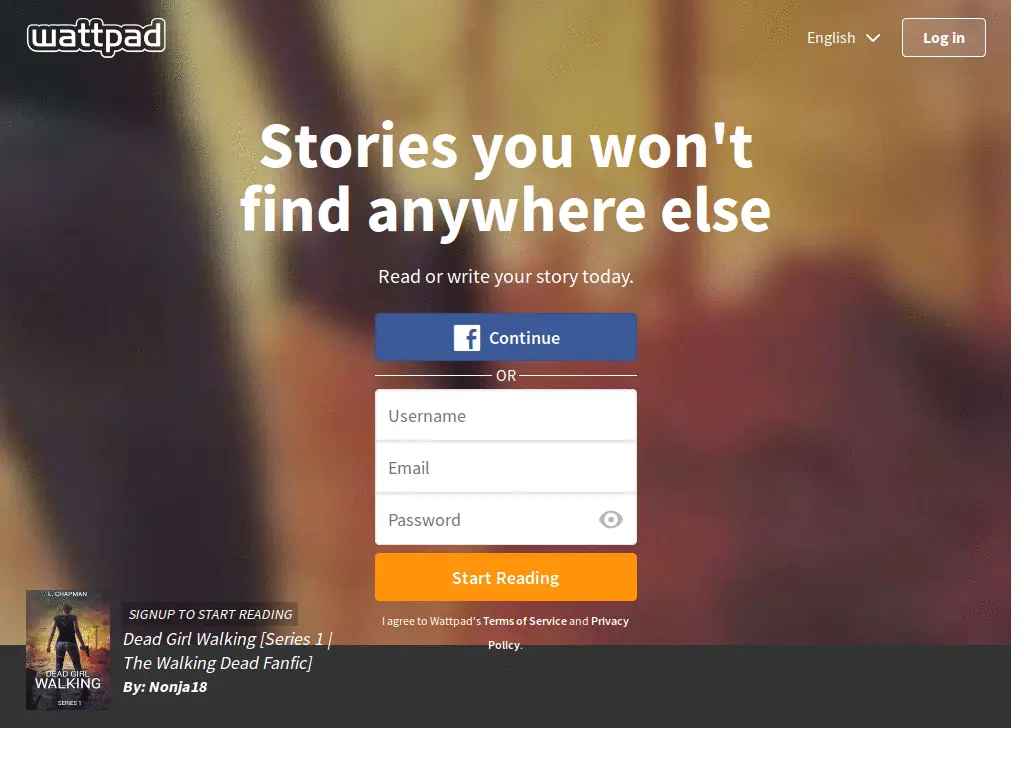 wattpad
English
Log in
Stories you won't
find anywhere else
Read or write your story today.
Continue
OR
Username
Email
Password
Start Reading
I agree to Wattpad's Terms of Service and Privacy
Policy.
L. CHAPMAN
DEAD GIRL
WALKING
SERIES 1
SIGNUP TO START READING
Dead Girl Walking [Series 1 |
The Walking Dead Fanfic]
By: Nonja18